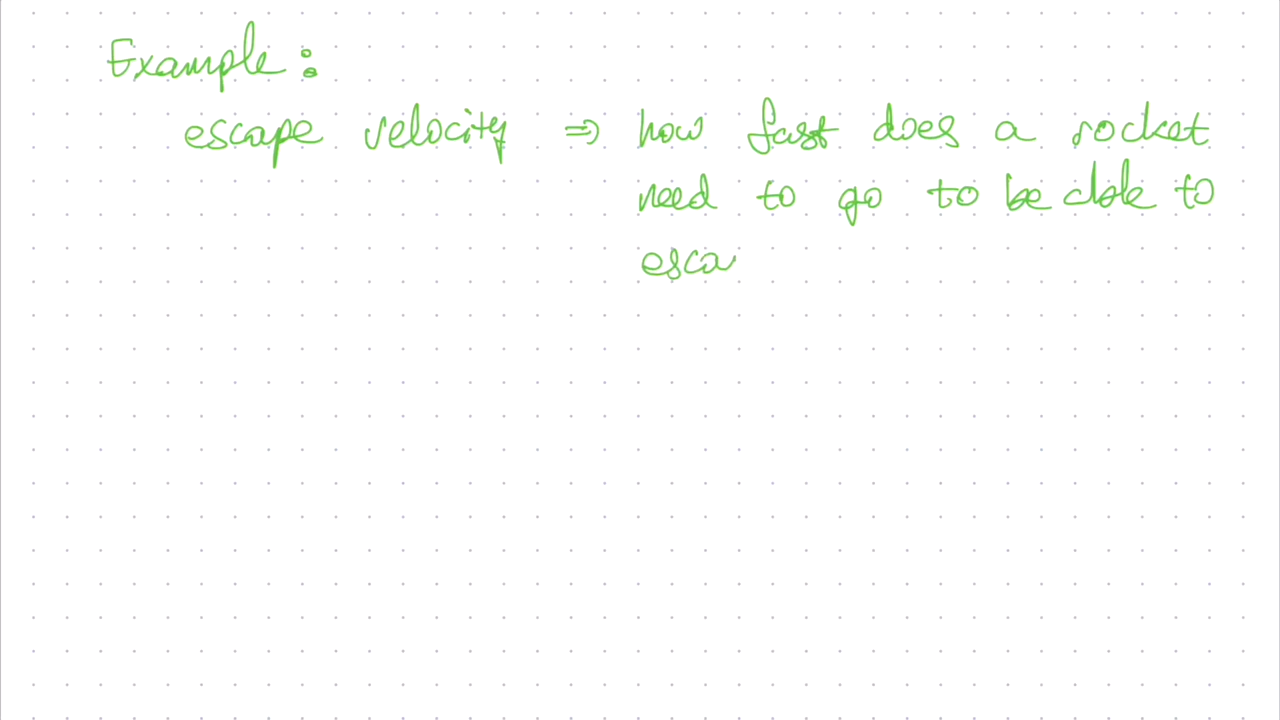 Example:
escape velocity ⇒ how fast does a rocket
need to go to be able to
esca